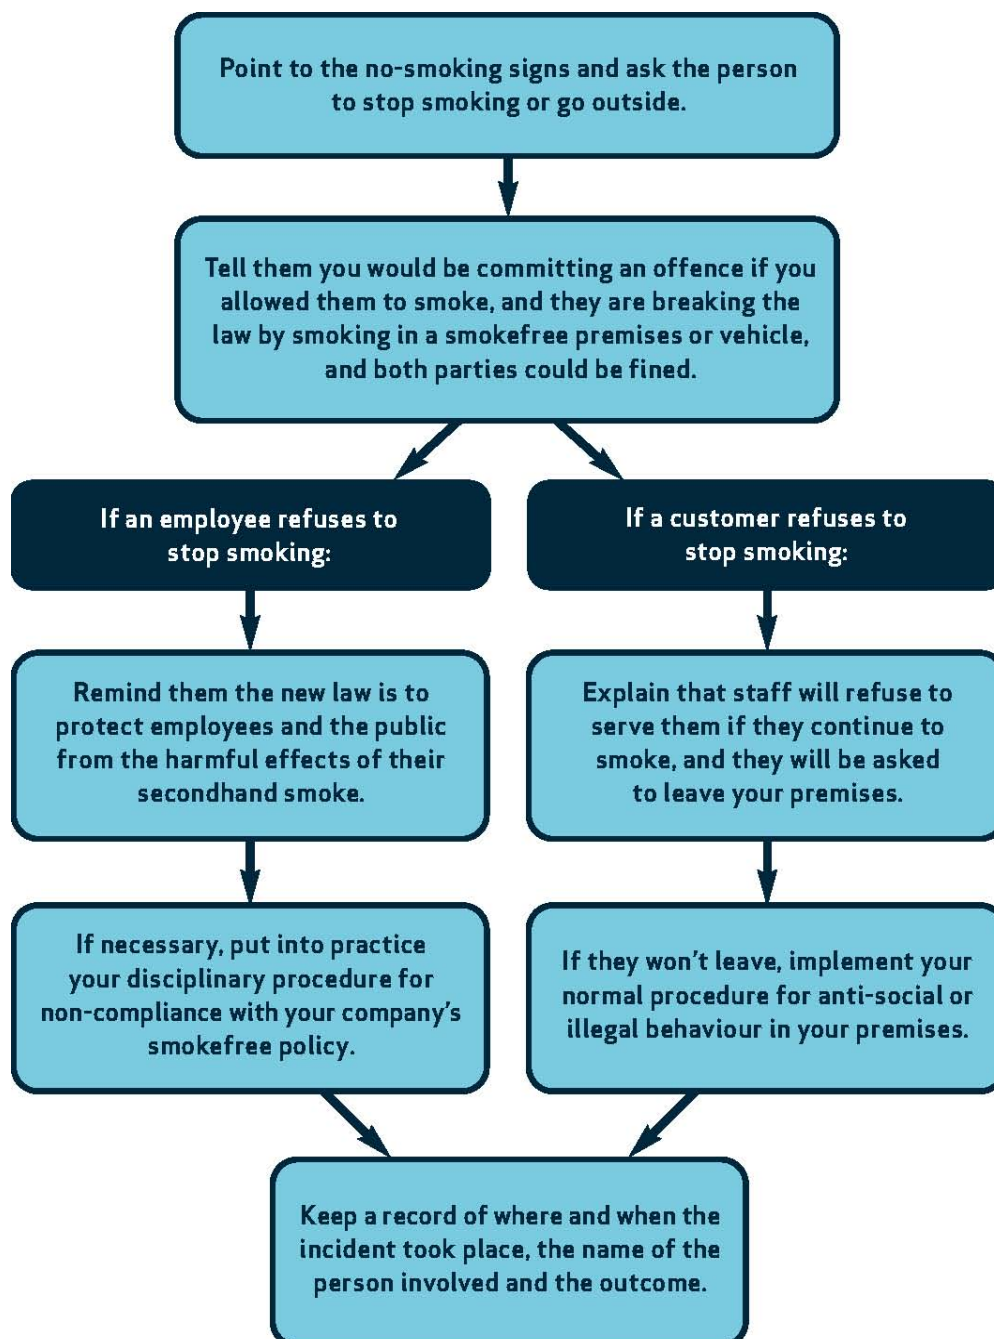 Point to the no-smoking signs and ask the person
to stop smoking or go outside.
Tell them you would be committing an offence if you
allowed them to smoke, and they are breaking the
law by smoking in a smokefree premises or vehicle,
and both parties could be fined.
If an employee refuses to
stop smoking:
Remind them the new law is to
protect employees and the public
from the harmful effects of their
secondhand smoke.
If necessary, put into practice
your disciplinary procedure for
non-compliance with your company's
smokefree policy.
If a customer refuses to
stop smoking:
Explain that staff will refuse to
serve them if they continue to
smoke, and they will be asked
to leave your premises.
If they won't leave, implement your
normal procedure for anti-social or
illegal behaviour in your premises.
Keep a record of where and when the
incident took place, the name of the
person involved and the outcome.